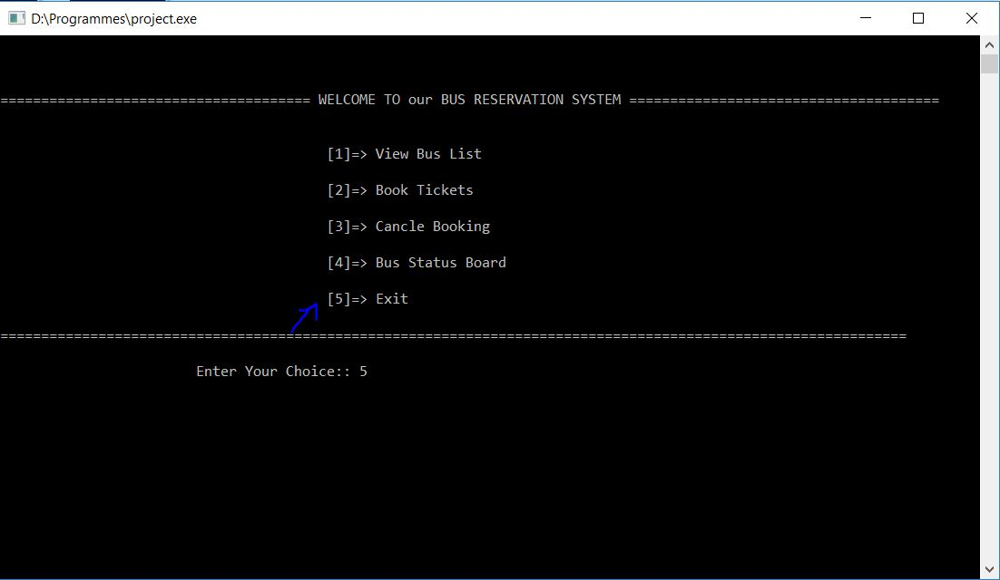 D:\Programmes\project.exe
====================================== WELCOME TO our BUS RESERVATION SYSTEM ======================================
[1]=> View Bus List
[2]=> Book Tickets
[3]=> Cancle Booking
[4]=> Bus Status Board
[5]=> Exit
===============================================================================================================
Enter Your Choice:: 5